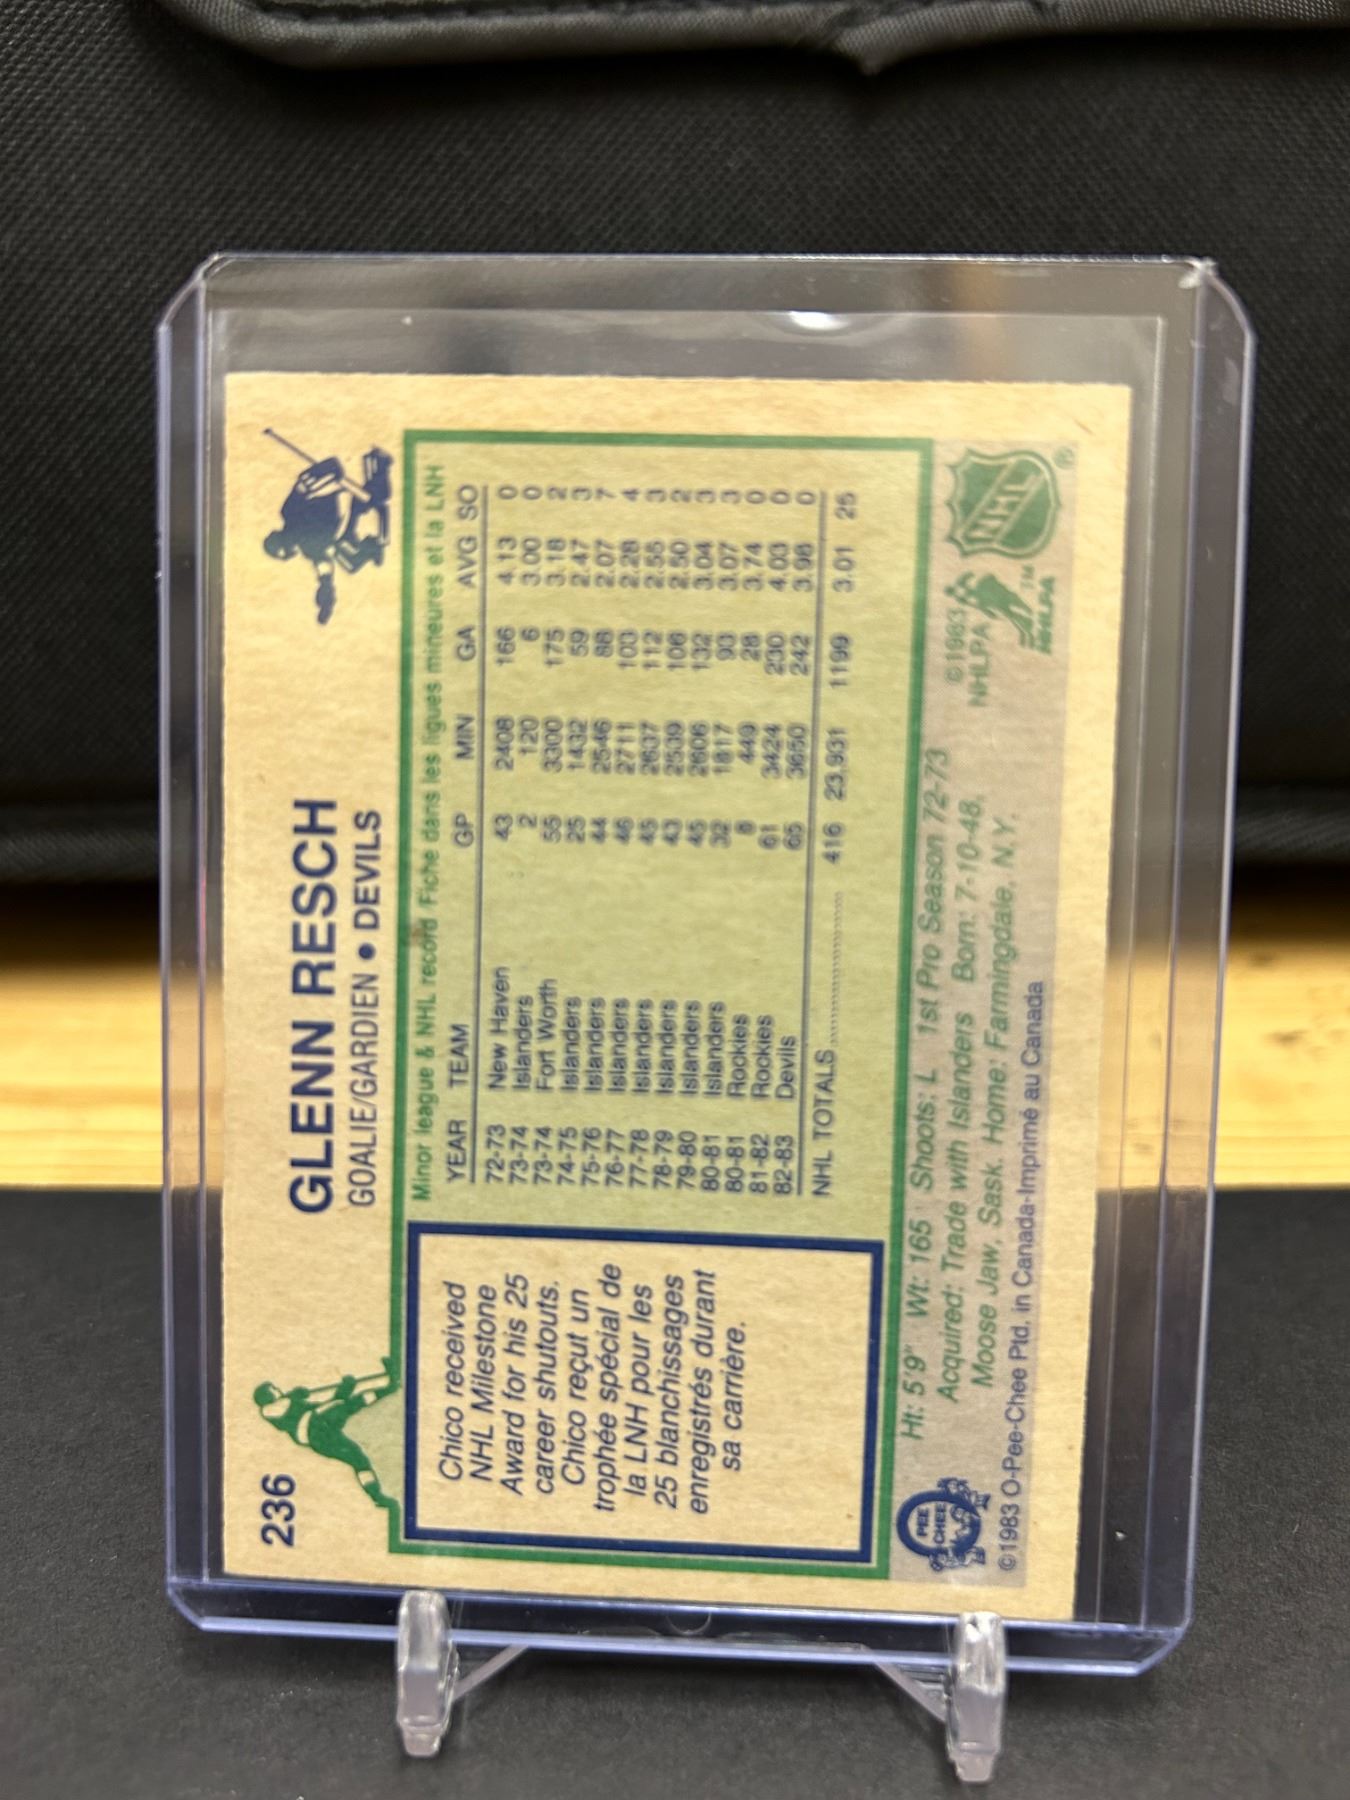 236
GLENN RESCH
GOALIE/GARDIEN • DEVILS
Chico received
NHL Milestone
Award for his 25
career shutouts.
Chico reçut un
trophée spécial de
la LNH pour les
25 blanchissages
enregistrés durant
sa carrière.
Minor league & NHL record Fiche dans les ligues mineures et la LNH
YEAR TEAM GP MIN GA AVG SO
72-73 New Haven 43 2408 166 4.13 0
73-74 Islanders 2 120 6 3.00 0
73-74 Fort Worth 55 3300 175 3.18 2
74-75 Islanders 25 1432 59 2.47 3
75-76 Islanders 44 2546 88 2.07 7
76-77 Islanders 46 2711 103 2.28 4
77-78 Islanders 45 2637 112 2.55 3
78-79 Islanders 43 2539 106 2.50 2
79-80 Islanders 45 2606 132 3.04 3
80-81 Islanders 32 1817 93 3.07 3
80-81 Rockies 8 449 28 3.74 0
81-82 Rockies 61 3424 230 4.03 0
82-83 Devils 65 3650 242 3.98 0
NHL TOTALS 416 23,931 1199 3.01 25
Ht: 5'9" Wt: 165 Shoots: L 1st Pro Season 72-73
Acquired: Trade with Islanders Born: 7-10-48,
Moose Jaw, Sask. Home: Farmingdale, N.Y.
©1983 O-Pee-Chee Ptd. in Canada-Imprimé au Canada
O PEE CHEE
©1983
NHLPA
NHLPA ™
NHL ®